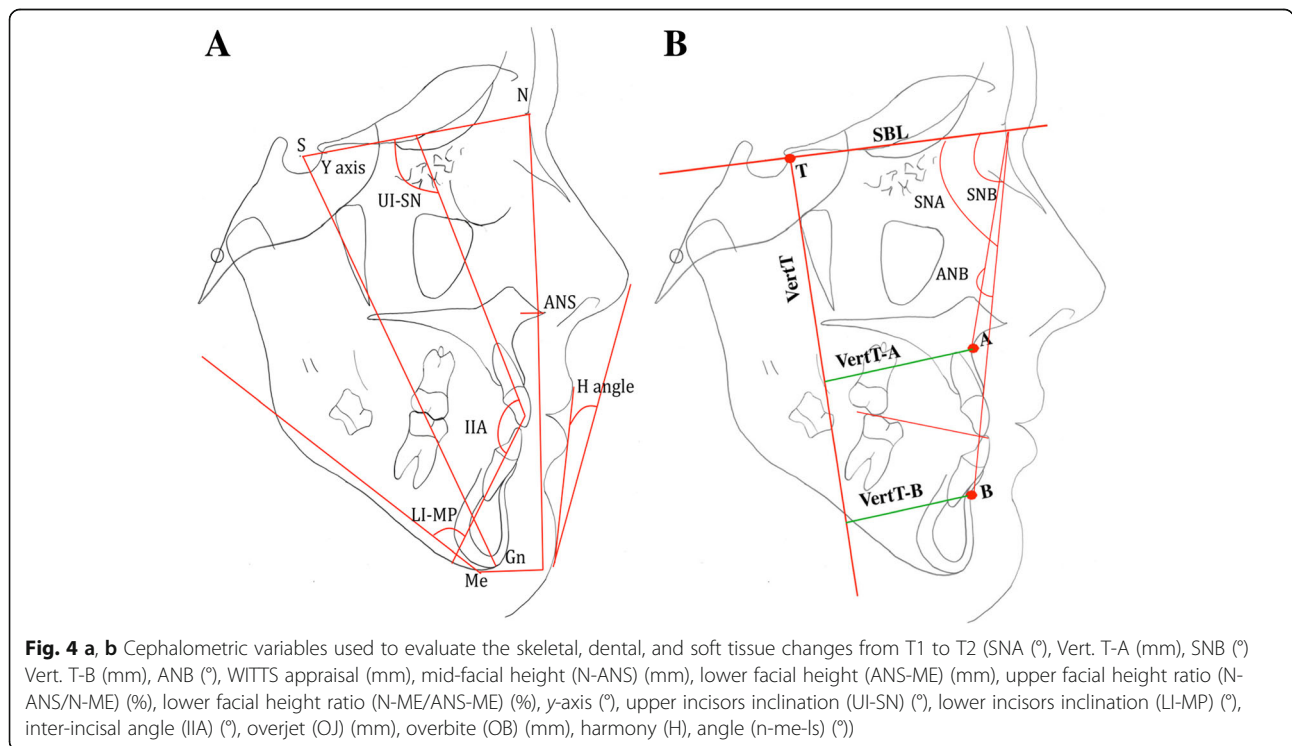 A
N
S
Y axis
UI-SN
ANS
H angle
IIA
LI-MP
Gn
Me
B
SBL
T
SNA
SNB
VertT
ANB
A
VertT-A
VertT-B
B
Fig. 4 a, b Cephalometric variables used to evaluate the skeletal, dental, and soft tissue changes from T1 to T2 (SNA (°), Vert. T-A (mm), SNB (°)
Vert. T-B (mm), ANB (°), WITTS appraisal (mm), mid-facial height (N-ANS) (mm), lower facial height (ANS-ME) (mm), upper facial height ratio (N-
ANS/N-ME) (%), lower facial height ratio (N-ME/ANS-ME) (%), y-axis (°), upper incisors inclination (UI-SN) (°), lower incisors inclination (LI-MP) (°),
inter-incisal angle (IIA) (°), overjet (OJ) (mm), overbite (OB) (mm), harmony (H), angle (n-me-ls) (°))